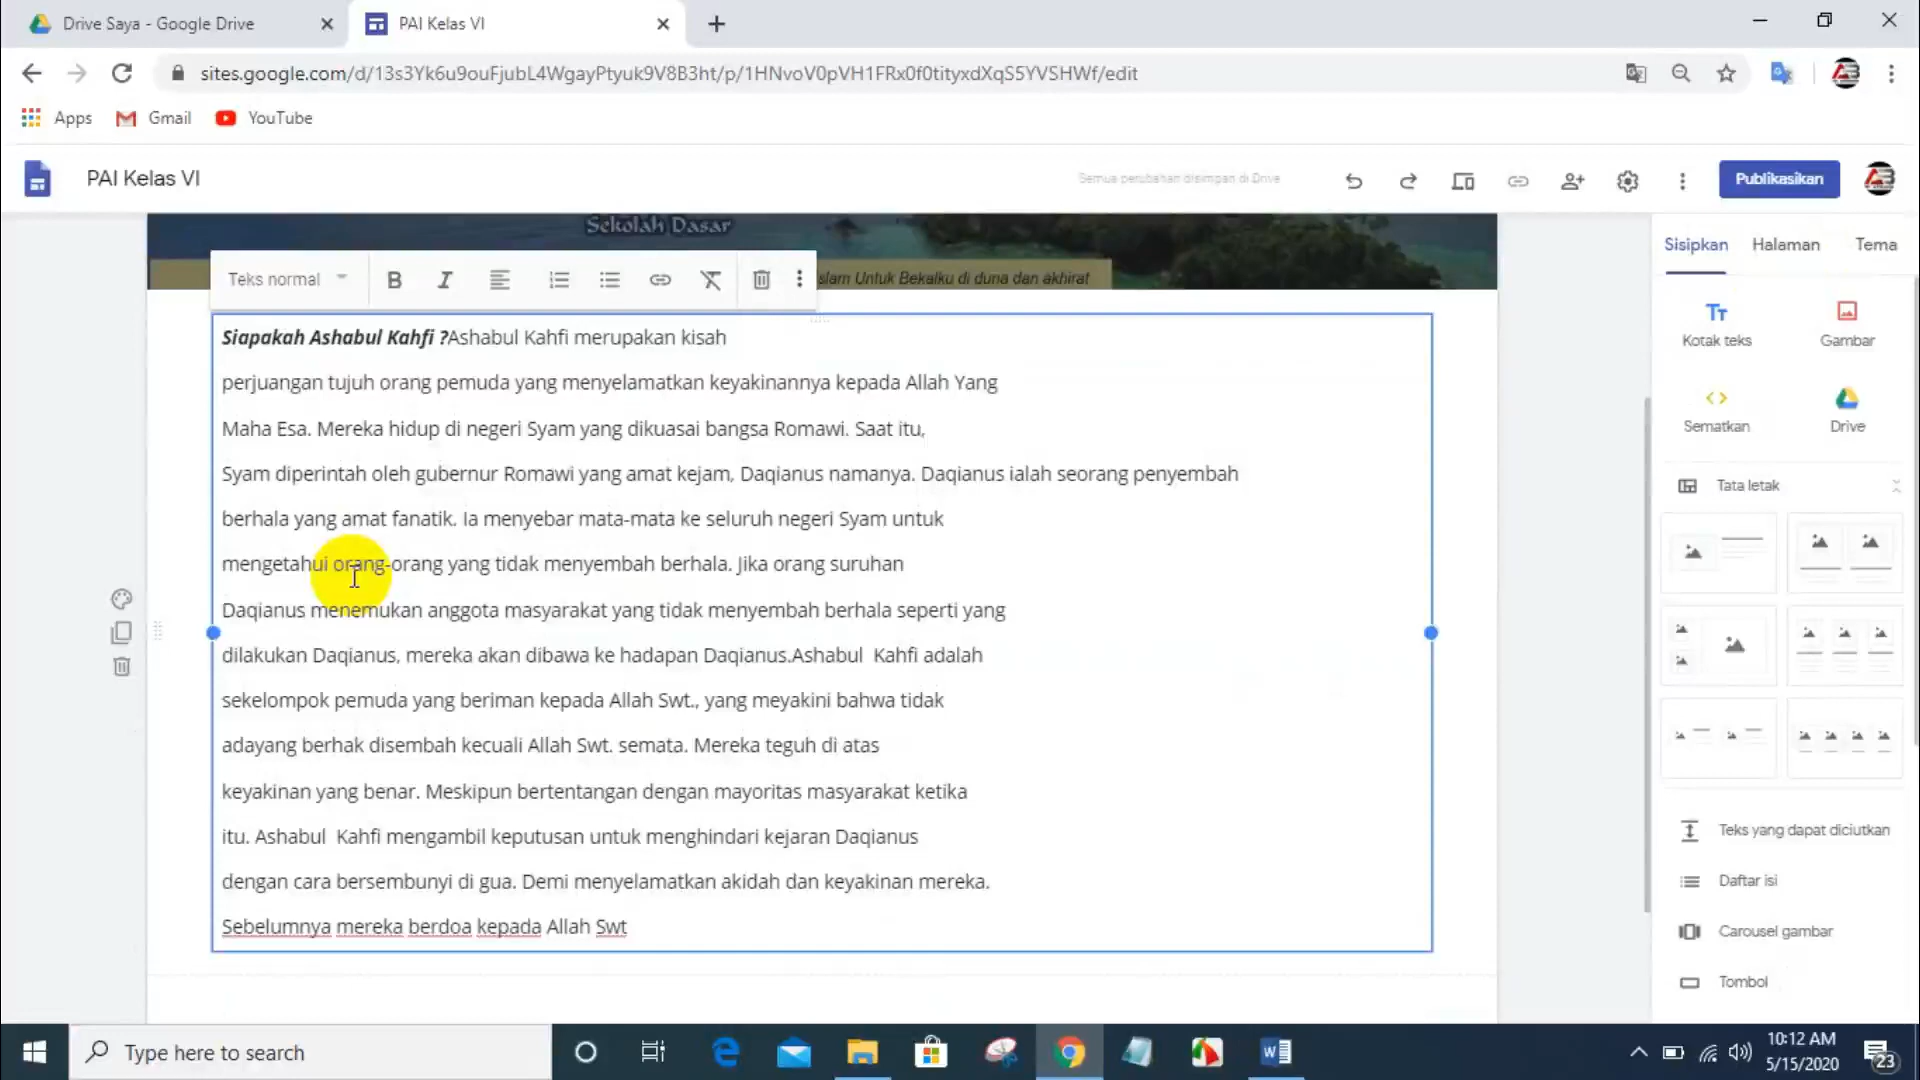 Drive Saya - Google Drive
PAI Kelas VI
sites.google.com/d/13s3Yk6u9ouFjubL4WgayPtyuk9V8B3ht/p/1HNvoV0pVH1FRx0f0tityxdXqS5YVSHWf/edit
Apps
Gmail
YouTube
PAI Kelas VI
Semua perubahan disimpan di Drive
Publikasikan
Sekolah Dasar
Sisipkan
Halaman
Tema
Teks normal
slam Untuk Bekalku di duna dan akhirat
Siapakah Ashabul Kahfi ?Ashabul Kahfi merupakan kisah
perjuangan tujuh orang pemuda yang menyelamatkan keyakinannya kepada Allah Yang
Maha Esa. Mereka hidup di negeri Syam yang dikuasai bangsa Romawi. Saat itu,
Syam diperintah oleh gubernur Romawi yang amat kejam, Daqianus namanya. Daqianus ialah seorang penyembah
berhala yang amat fanatik. Ia menyebar mata-mata ke seluruh negeri Syam untuk
mengetahui orang-orang yang tidak menyembah berhala. Jika orang suruhan
Daqianus menemukan anggota masyarakat yang tidak menyembah berhala seperti yang
dilakukan Daqianus, mereka akan dibawa ke hadapan Daqianus.Ashabul  Kahfi adalah
sekelompok pemuda yang beriman kepada Allah Swt., yang meyakini bahwa tidak
adayang berhak disembah kecuali Allah Swt. semata. Mereka teguh di atas
keyakinan yang benar. Meskipun bertentangan dengan mayoritas masyarakat ketika
itu. Ashabul  Kahfi mengambil keputusan untuk menghindari kejaran Daqianus
dengan cara bersembunyi di gua. Demi menyelamatkan akidah dan keyakinan mereka.
Sebelumnya mereka berdoa kepada Allah Swt
Kotak teks
Gambar
Sematkan
Drive
Tata letak
Teks yang dapat diciutkan
Daftar isi
Carousel gambar
Tombol
Type here to search
10:12 AM
5/15/2020
23